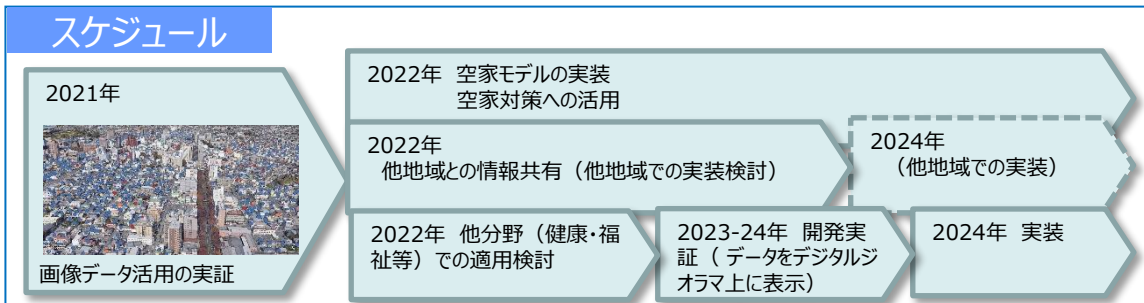 スケジュール
2021年
画像データ活用の実証
2022年 空家モデルの実装
空家対策への活用
2022年
他地域との情報共有（他地域での実装検討）
2024年
（他地域での実装）
2022年 他分野（健康・福
祉等）での適用検討
2023-24年 開発実
証（ データをデジタルジ
オラマ上に表示）
2024年 実装